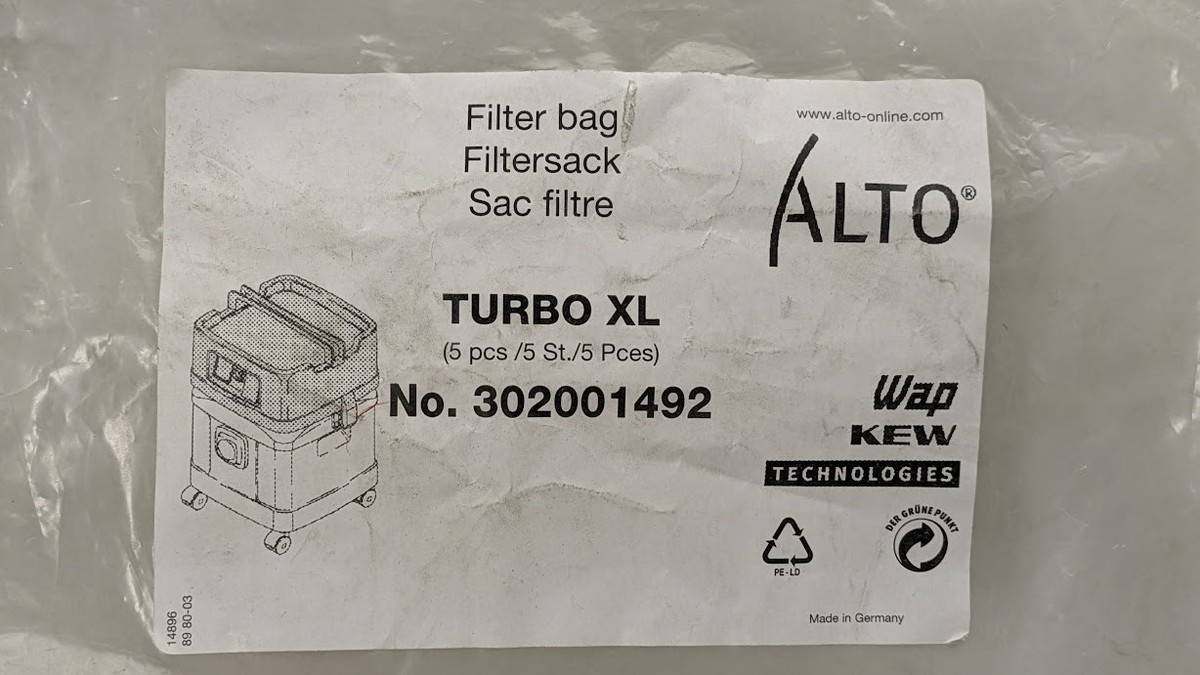 Filter bag
Filtersack
Sac filtre
www.alto-online.com
ALTO®
TURBO XL
(5 pcs /5 St./5 Pces)
No. 302001492
Wap
KEW
TECHNOLOGIES
PE-LD
DER GRÜNE PUNKT
Made in Germany
14896
89 80-03